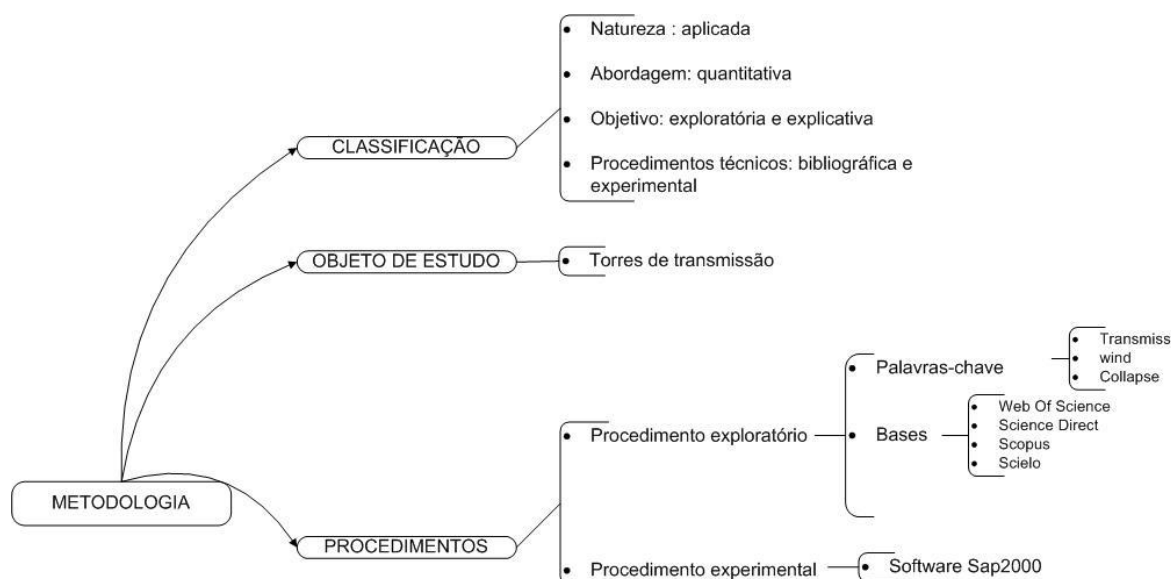 Natureza : aplicada
Abordagem: quantitativa
Objetivo: exploratória e explicativa
Procedimentos técnicos: bibliográfica e
experimental
CLASSIFICAÇÃO
OBJETO DE ESTUDO
Torres de transmissão
Palavras-chave
Transmiss
wind
Collapse
Procedimento exploratório
Bases
Web Of Science
Science Direct
Scopus
Scielo
METODOLOGIA
PROCEDIMENTOS
Procedimento experimental
Software Sap2000